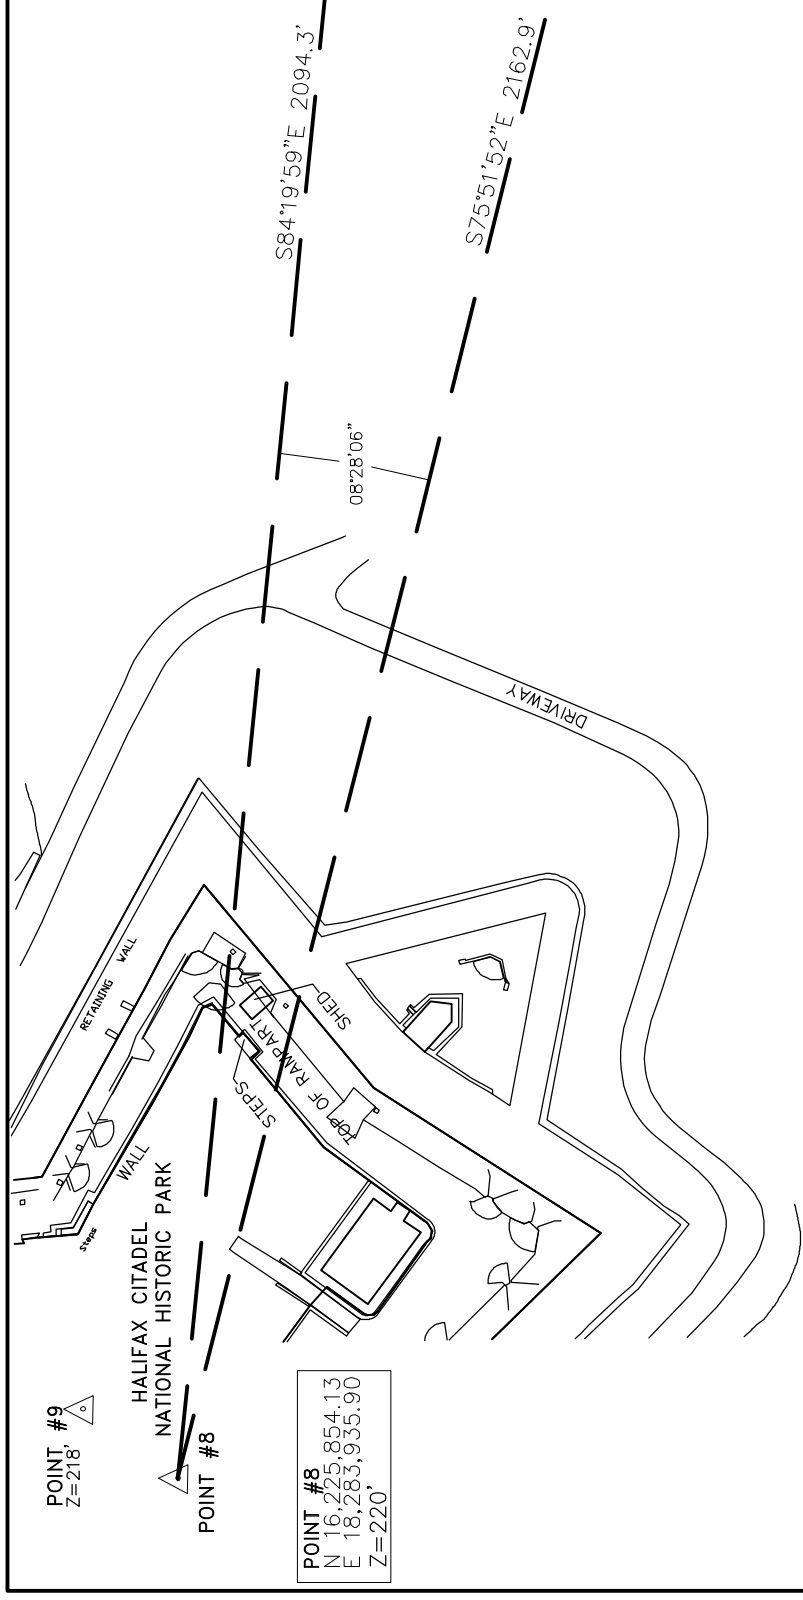 S84°19'59"E 2094.3'
S75°51'52"E 2162.9'
08°28'06"
DRIVEWAY
RETAINING WALL
SHED
TOP OF RAMPART
STEPS
WALL
Steps
HALIFAX CITADEL
NATIONAL HISTORIC PARK
POINT #9
Z=218'
POINT #8
POINT #8
N 16,225,854.13
E 18,283,935.90
Z=220'